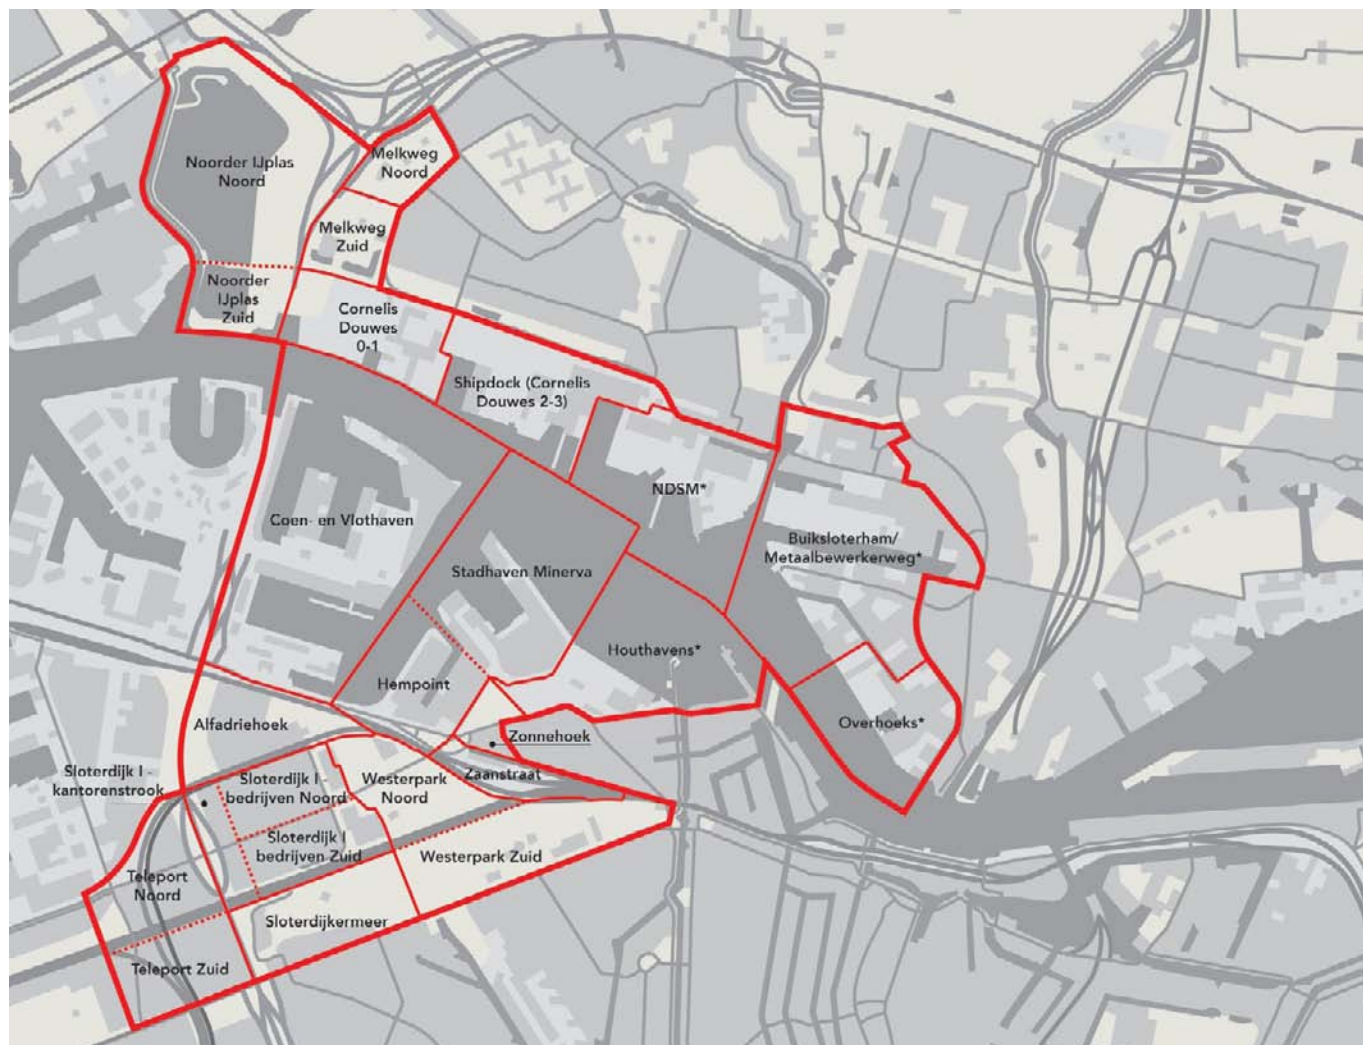 Noorder IJplas
Noord
Melkweg
Noord
Melkweg
Zuid
Noorder
IJplas
Zuid
Cornelis
Douwes
0-1
Shipdock (Cornelis
Douwes 2-3)
NDSM*
Coen- en Vlothaven
Buiksloterham/
Metaalbewerkerweg*
Stadhaven Minerva
Houthavens*
Hempoint
Overhoeks*
Alfadriehoek
Zonnehoek
Zaanstraat
Sloterdijk I -
kantorenstrook
Sloterdijk I -
bedrijven Noord
Westerpark
Noord
Sloterdijk I
bedrijven Zuid
Westerpark Zuid
Teleport
Noord
Sloterdijkermeer
Teleport Zuid